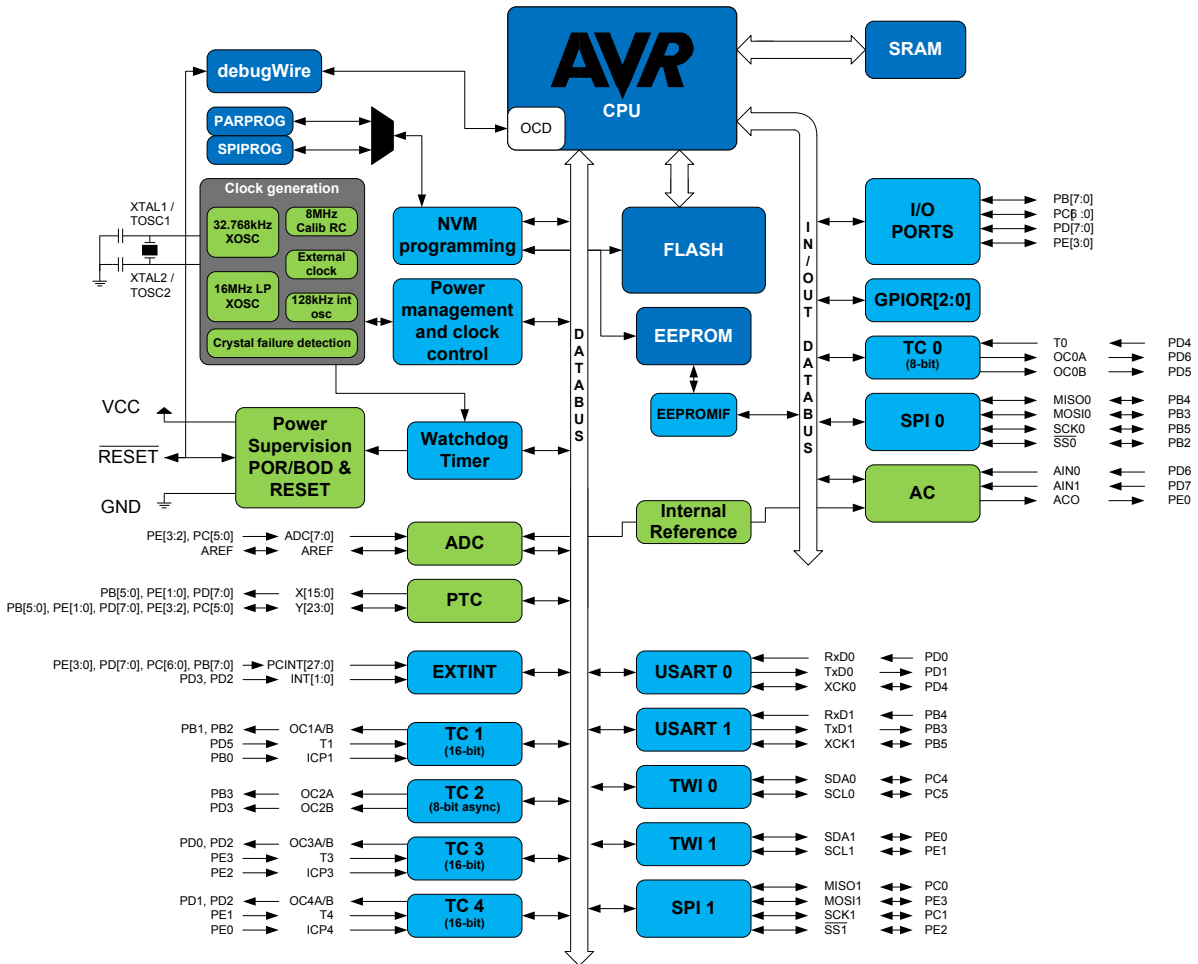 AVR
CPU
OCD
SRAM
debugWire
PARPROG
SPIPROG
Clock generation
32.768kHz
XOSC
8MHz
Calib RC
External
clock
16MHz LP
XOSC
128kHz int
osc
Crystal failure detection
XTAL1 /
TOSC1
XTAL2 /
TOSC2
NVM
programming
Power
management
and clock
control
FLASH
EEPROM
EEPROMIF
DATABUS
IN/OUT DATABUS
I/O
PORTS
PB[7:0]
PC[6:0]
PD[7:0]
PE[3:0]
GPIOR[2:0]
TC 0
(8-bit)
T0 PD4
OC0A PD6
OC0B PD5
SPI 0
MISO0 PB4
MOSI0 PB3
SCK0 PB5
SS0 PB2
AC
AIN0 PD6
AIN1 PD7
ACO PE0
VCC
RESET
GND
Power
Supervision
POR/BOD &
RESET
Watchdog
Timer
Internal
Reference
PE[3:2], PC[5:0] ADC[7:0]
AREF AREF
ADC
PB[5:0], PE[1:0], PD[7:0] X[15:0]
PB[5:0], PE[1:0], PD[7:0], PE[3:2], PC[5:0] Y[23:0]
PTC
PE[3:0], PD[7:0], PC[6:0], PB[7:0] PCINT[27:0]
PD3, PD2 INT[1:0]
EXTINT
PB1, PB2 OC1A/B
PD5 T1
PB0 ICP1
TC 1
(16-bit)
PB3 OC2A
PD3 OC2B
TC 2
(8-bit async)
PD0, PD2 OC3A/B
PE3 T3
PE2 ICP3
TC 3
(16-bit)
PD1, PD2 OC4A/B
PE1 T4
PE0 ICP4
TC 4
(16-bit)
USART 0
RxD0 PD0
TxD0 PD1
XCK0 PD4
USART 1
RxD1 PB4
TxD1 PB3
XCK1 PB5
TWI 0
SDA0 PC4
SCL0 PC5
TWI 1
SDA1 PE0
SCL1 PE1
SPI 1
MISO1 PC0
MOSI1 PE3
SCK1 PC1
SS1 PE2